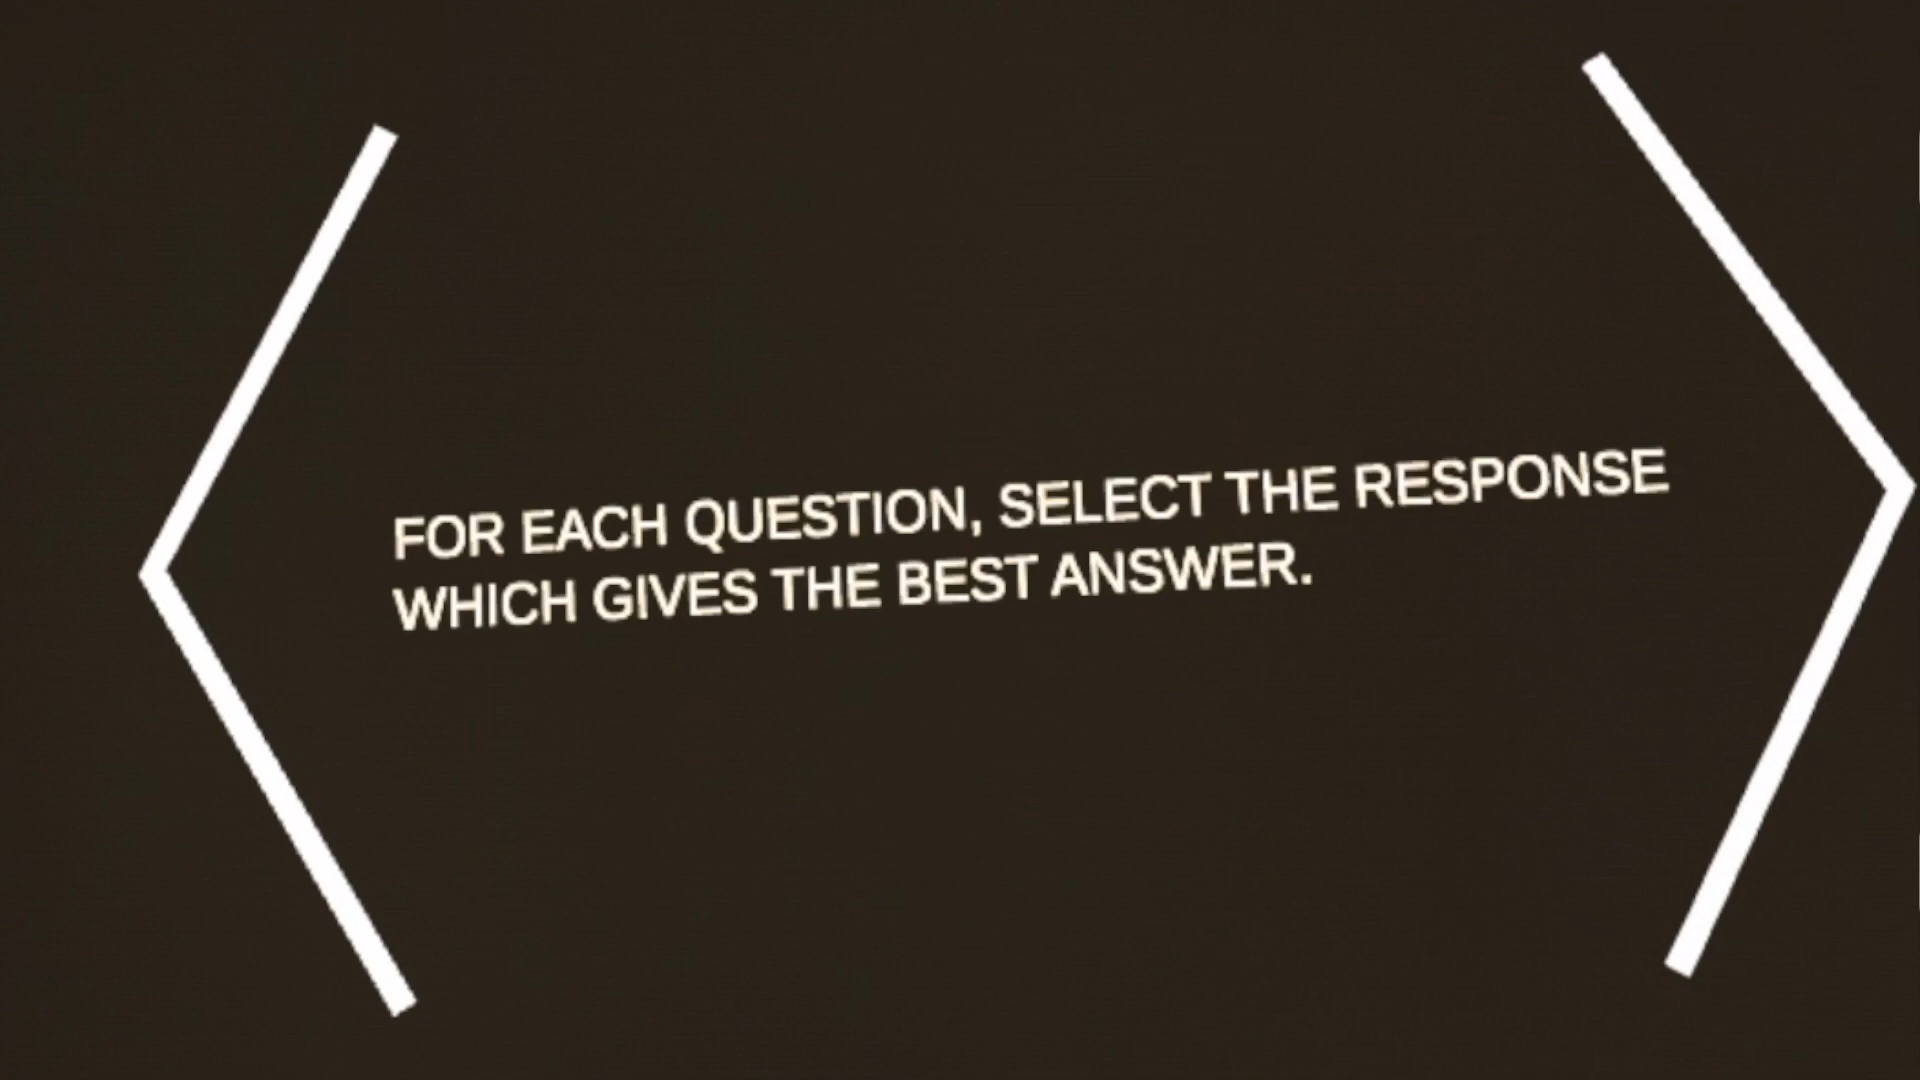 FOR EACH QUESTION, SELECT THE RESPONSE
WHICH GIVES THE BEST ANSWER.